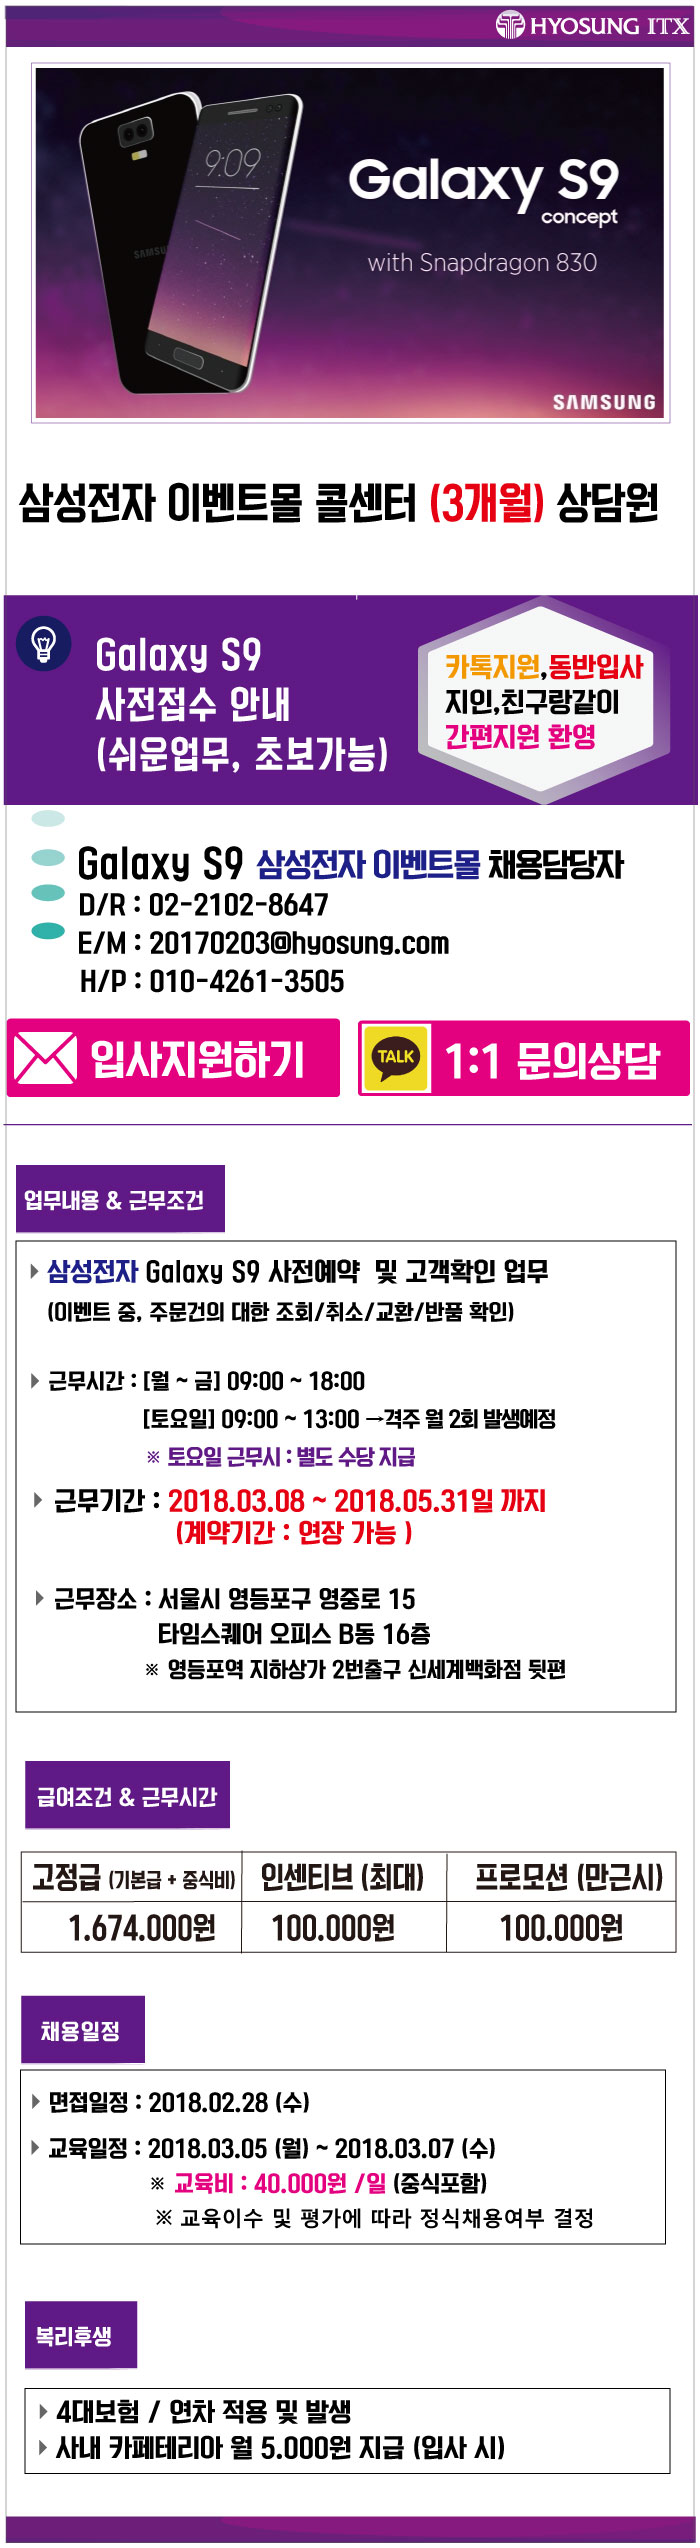 HYOSUNG ITX
9:09
SAMSUNG
Galaxy S9
concept
with Snapdragon 830
SAMSUNG
삼성전자 이벤트몰 콜센터 (3개월) 상담원
Galaxy S9
사전접수 안내
(쉬운업무, 초보가능)
카톡지원,동반입사
지인,친구랑같이
간편지원 환영
Galaxy S9 삼성전자 이벤트몰 채용담당자
D/R : 02-2102-8647
E/M : 20170203@hyosung.com
H/P : 010-4261-3505
입사지원하기
TALK
1:1 문의상담
업무내용 & 근무조건
삼성전자 Galaxy S9 사전예약 및 고객확인 업무
(이벤트 중, 주문건의 대한 조회/취소/교환/반품 확인)
근무시간 : [월 ~ 금] 09:00 ~ 18:00
[토요일] 09:00 ~ 13:00 →격주 월 2회 발생예정
※ 토요일 근무시 : 별도 수당 지급
근무기간 : 2018.03.08 ~ 2018.05.31일 까지
(계약기간 : 연장 가능 )
근무장소 : 서울시 영등포구 영중로 15
타임스퀘어 오피스 B동 16층
※ 영등포역 지하상가 2번출구 신세계백화점 뒷편
급여조건 & 근무시간
고정급 (기본급 + 중식비) 인센티브 (최대) 프로모션 (만근시)
1.674.000원 100.000원 100.000원
채용일정
면접일정 : 2018.02.28 (수)
교육일정 : 2018.03.05 (월) ~ 2018.03.07 (수)
※ 교육비 : 40.000원 /일 (중식포함)
※ 교육이수 및 평가에 따라 정식채용여부 결정
복리후생
4대보험 / 연차 적용 및 발생
사내 카페테리아 월 5.000원 지급 (입사 시)